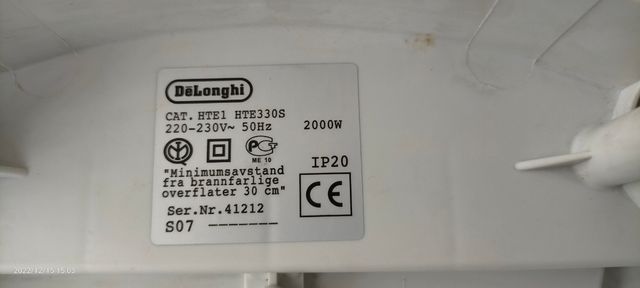 DeLonghi
CAT. HTE1 HTE330S
220-230V~ 50Hz 2000W
ME 10
IP20
"Minimumsavstand
fra brannfarlige
overflater 30 cm"
CE
Ser.Nr.41212
S07 -------
2022/12/15 15:03